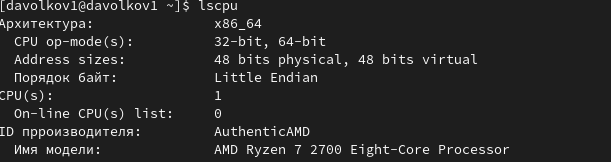 [davolkov1@davolkov1 ~]$ lscpu
Архитектура: x86_64
CPU op-mode(s): 32-bit, 64-bit
Address sizes: 48 bits physical, 48 bits virtual
Порядок байт: Little Endian
CPU(s): 1
On-line CPU(s) list: 0
ID прроизводителя: AuthenticAMD
Имя модели: AMD Ryzen 7 2700 Eight-Core Processor